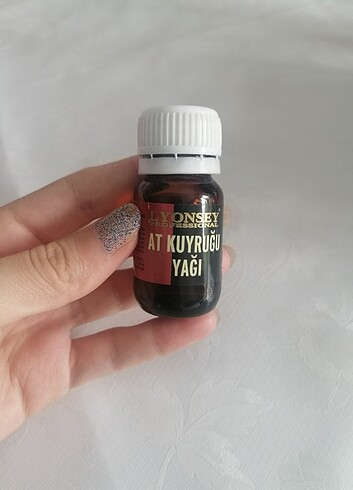 LYONSEY
PROFESSIONAL
AT KUYRUĞU
YAĞI